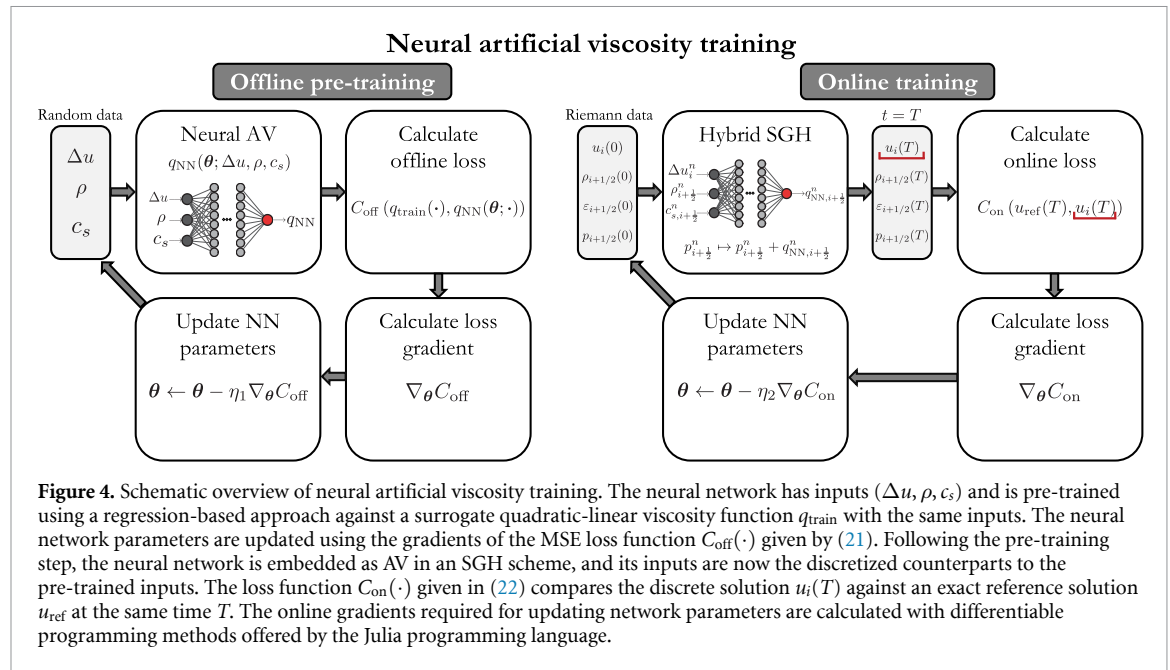 Neural artificial viscosity training
Offline pre-training
Random data
Δu
ρ
c_s
Neural AV
q_NN(θ; Δu, ρ, c_s)
Δu
ρ
c_s
q_NN
Calculate
offline loss
C_off (q_train(·), q_NN(θ; ·))
Update NN
parameters
θ ← θ − η₁∇_θ C_off
Calculate loss
gradient
∇_θ C_off
Online training
Riemann data
u_i(0)
ρ_{i+1/2}(0)
ε_{i+1/2}(0)
p_{i+1/2}(0)
Hybrid SGH
Δu_i^n
ρ_{i+½}^n
c_{s,i+½}^n
q_{NN,i+½}^n
p_{i+½}^n ↦ p_{i+½}^n + q_{NN,i+½}^n
t = T
u_i(T)
ρ_{i+1/2}(T)
ε_{i+1/2}(T)
p_{i+1/2}(T)
Calculate
online loss
C_on (u_ref(T), u_i(T))
Update NN
parameters
θ ← θ − η₂∇_θ C_on
Calculate loss
gradient
∇_θ C_on
Figure 4. Schematic overview of neural artificial viscosity training. The neural network has inputs (Δu, ρ, c_s) and is pre-trained
using a regression-based approach against a surrogate quadratic-linear viscosity function q_train with the same inputs. The neural
network parameters are updated using the gradients of the MSE loss function C_off(·) given by (21). Following the pre-training
step, the neural network is embedded as AV in an SGH scheme, and its inputs are now the discretized counterparts to the
pre-trained inputs. The loss function C_on(·) given in (22) compares the discrete solution u_i(T) against an exact reference solution
u_ref at the same time T. The online gradients required for updating network parameters are calculated with differentiable
programming methods offered by the Julia programming language.